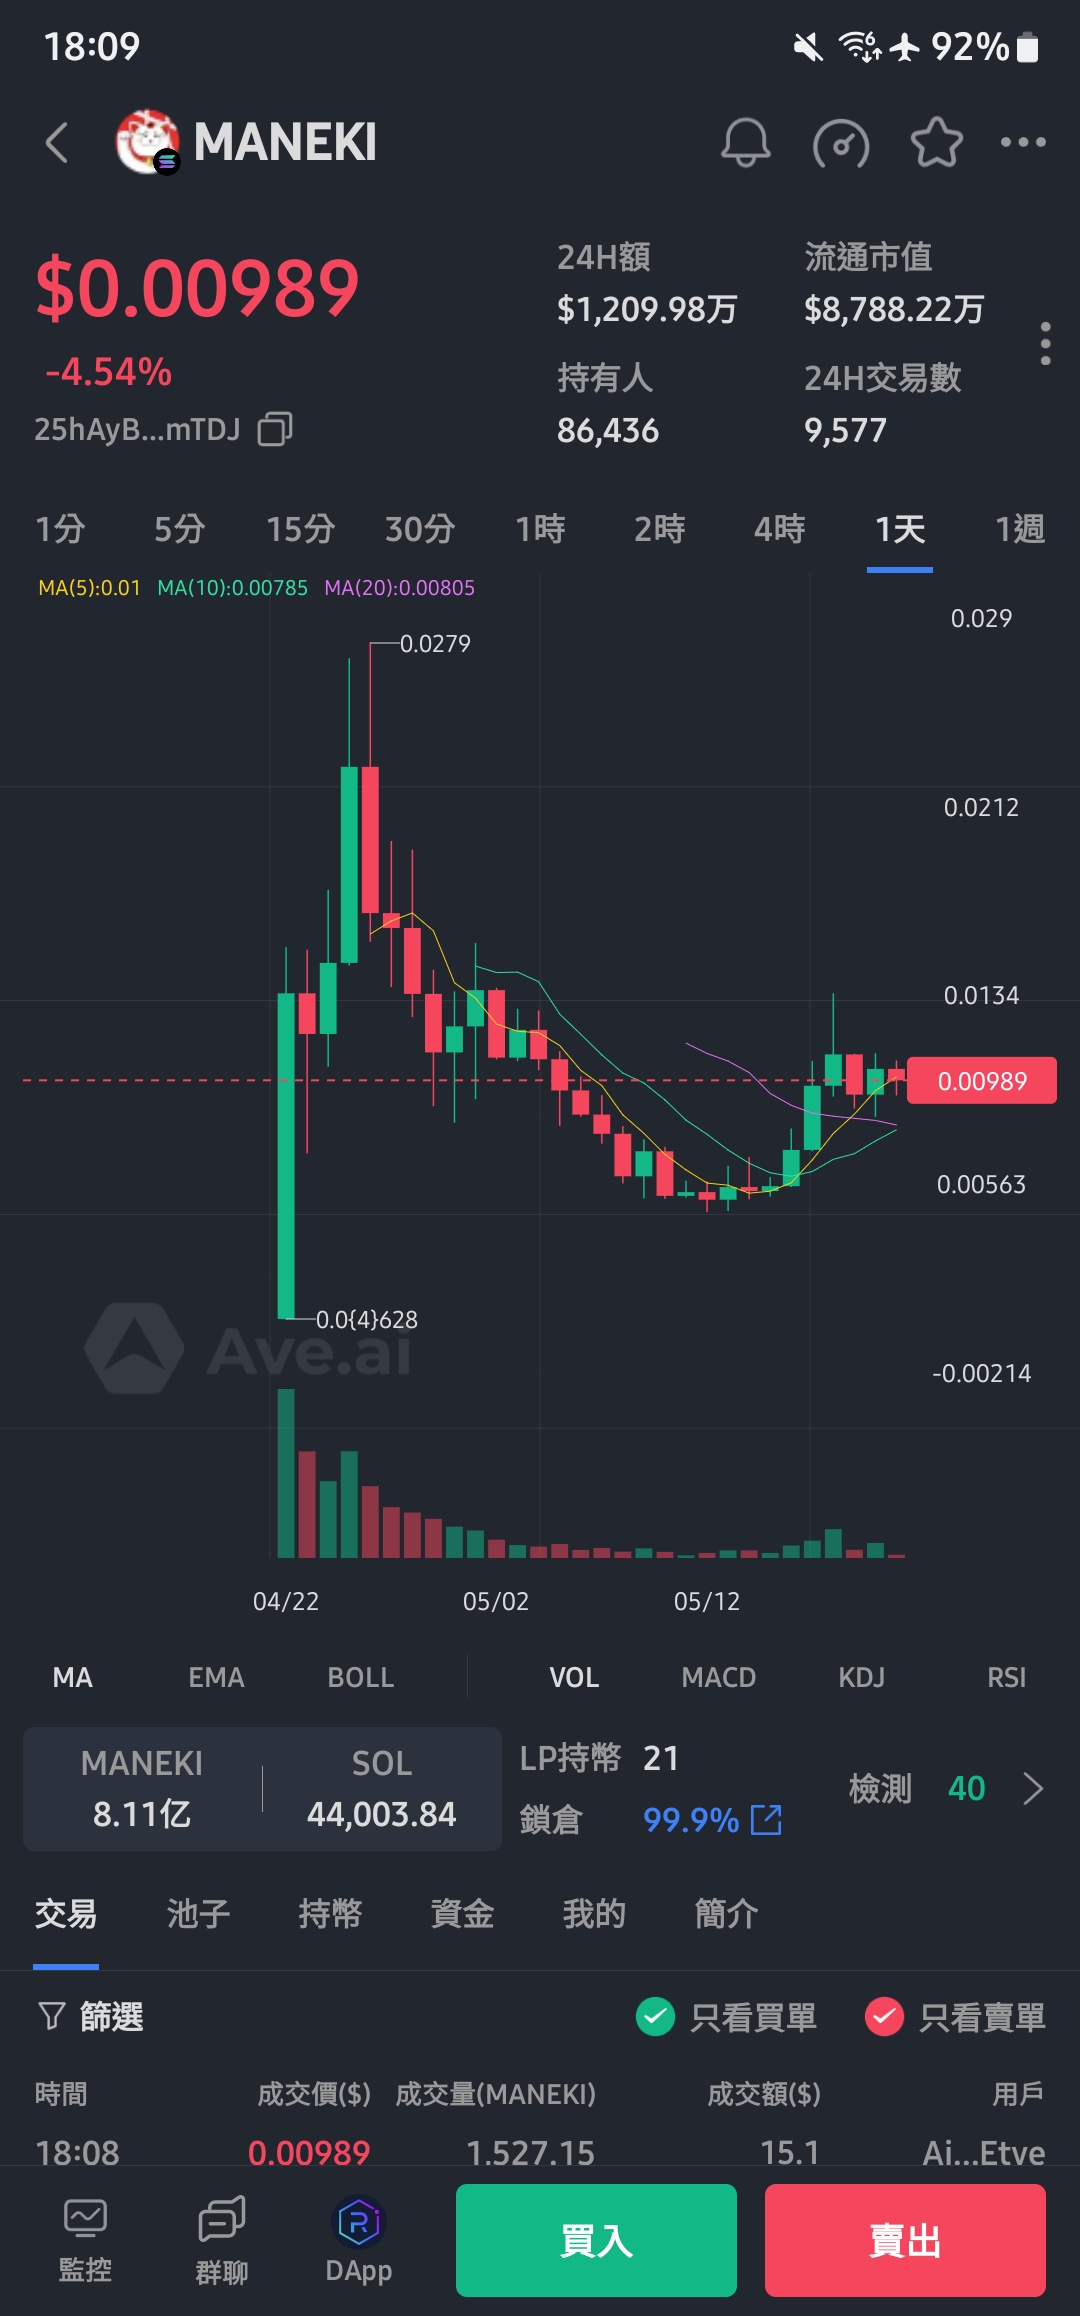 18:09 92%
MANEKI
$0.00989
-4.54%
25hAyB...mTDJ
24H額 流通市值
$1,209.98万 $8,788.22万
持有人 24H交易數
86,436 9,577
1分 5分 15分 30分 1時 2時 4時 1天 1週
MA(5):0.01 MA(10):0.00785 MA(20):0.00805
0.029
0.0279
0.0212
0.0134
0.00989
0.00563
0.0{4}628
Ave.ai
-0.00214
04/22 05/02 05/12
MA EMA BOLL VOL MACD KDJ RSI
MANEKI SOL
8.11亿 44,003.84
LP持幣 21
鎖倉 99.9%
檢測 40
交易 池子 持幣 資金 我的 簡介
篩選 只看買單 只看賣單
時間 成交價($) 成交量(MANEKI) 成交額($) 用戶
18:08 0.00989 1,527.15 15.1 Ai...Etve
監控 群聊 DApp 買入 賣出